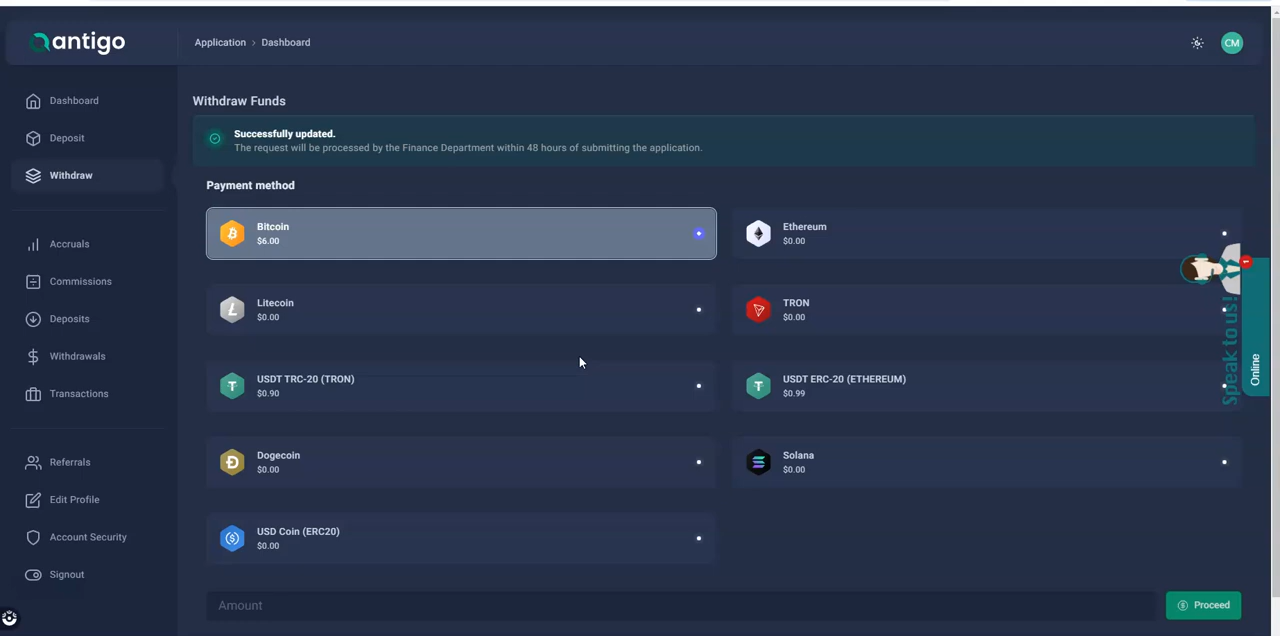 antigo
Application > Dashboard
CM
Dashboard
Deposit
Withdraw
Accruals
Commissions
Deposits
Withdrawals
Transactions
Referrals
Edit Profile
Account Security
Signout
Withdraw Funds
Successfully updated.
The request will be processed by the Finance Department within 48 hours of submitting the application.
Payment method
Bitcoin
$6.00
Ethereum
$0.00
Litecoin
$0.00
TRON
$0.00
USDT TRC-20 (TRON)
$0.90
USDT ERC-20 (ETHEREUM)
$0.99
Dogecoin
$0.00
Solana
$0.00
USD Coin (ERC20)
$0.00
Amount
Proceed
1
Speak to us!
Online